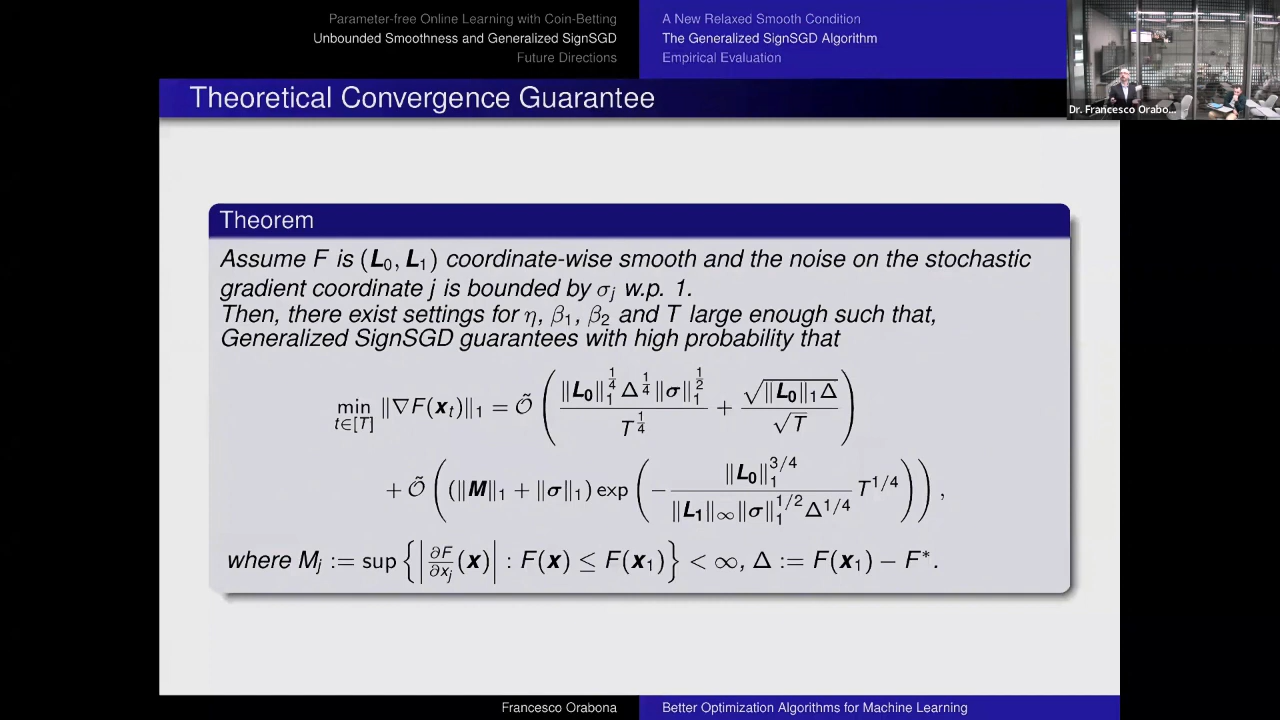 Parameter-free Online Learning with Coin-Betting
Unbounded Smoothness and Generalized SignSGD
Future Directions
A New Relaxed Smooth Condition
The Generalized SignSGD Algorithm
Empirical Evaluation
Dr. Francesco Orabo...
Theoretical Convergence Guarantee
Theorem
Assume F is (L₀, L₁) coordinate-wise smooth and the noise on the stochastic
gradient coordinate j is bounded by σⱼ w.p. 1.
Then, there exist settings for η, β₁, β₂ and T large enough such that,
Generalized SignSGD guarantees with high probability that
min_{t∈[T]} ‖∇F(x_t)‖₁ = Õ( (‖L₀‖₁^{1/4} Δ^{1/4} ‖σ‖₁^{1/2}) / T^{1/4} + √(‖L₀‖₁Δ) / √T )
+ Õ( (‖M‖₁ + ‖σ‖₁) exp( − ‖L₀‖₁^{3/4} / (‖L₁‖_∞ ‖σ‖₁^{1/2} Δ^{1/4}) T^{1/4} ) ) ,
where Mⱼ := sup { |∂F/∂xⱼ (x)| : F(x) ≤ F(x₁) } < ∞, Δ := F(x₁) − F*.
Francesco Orabona
Better Optimization Algorithms for Machine Learning